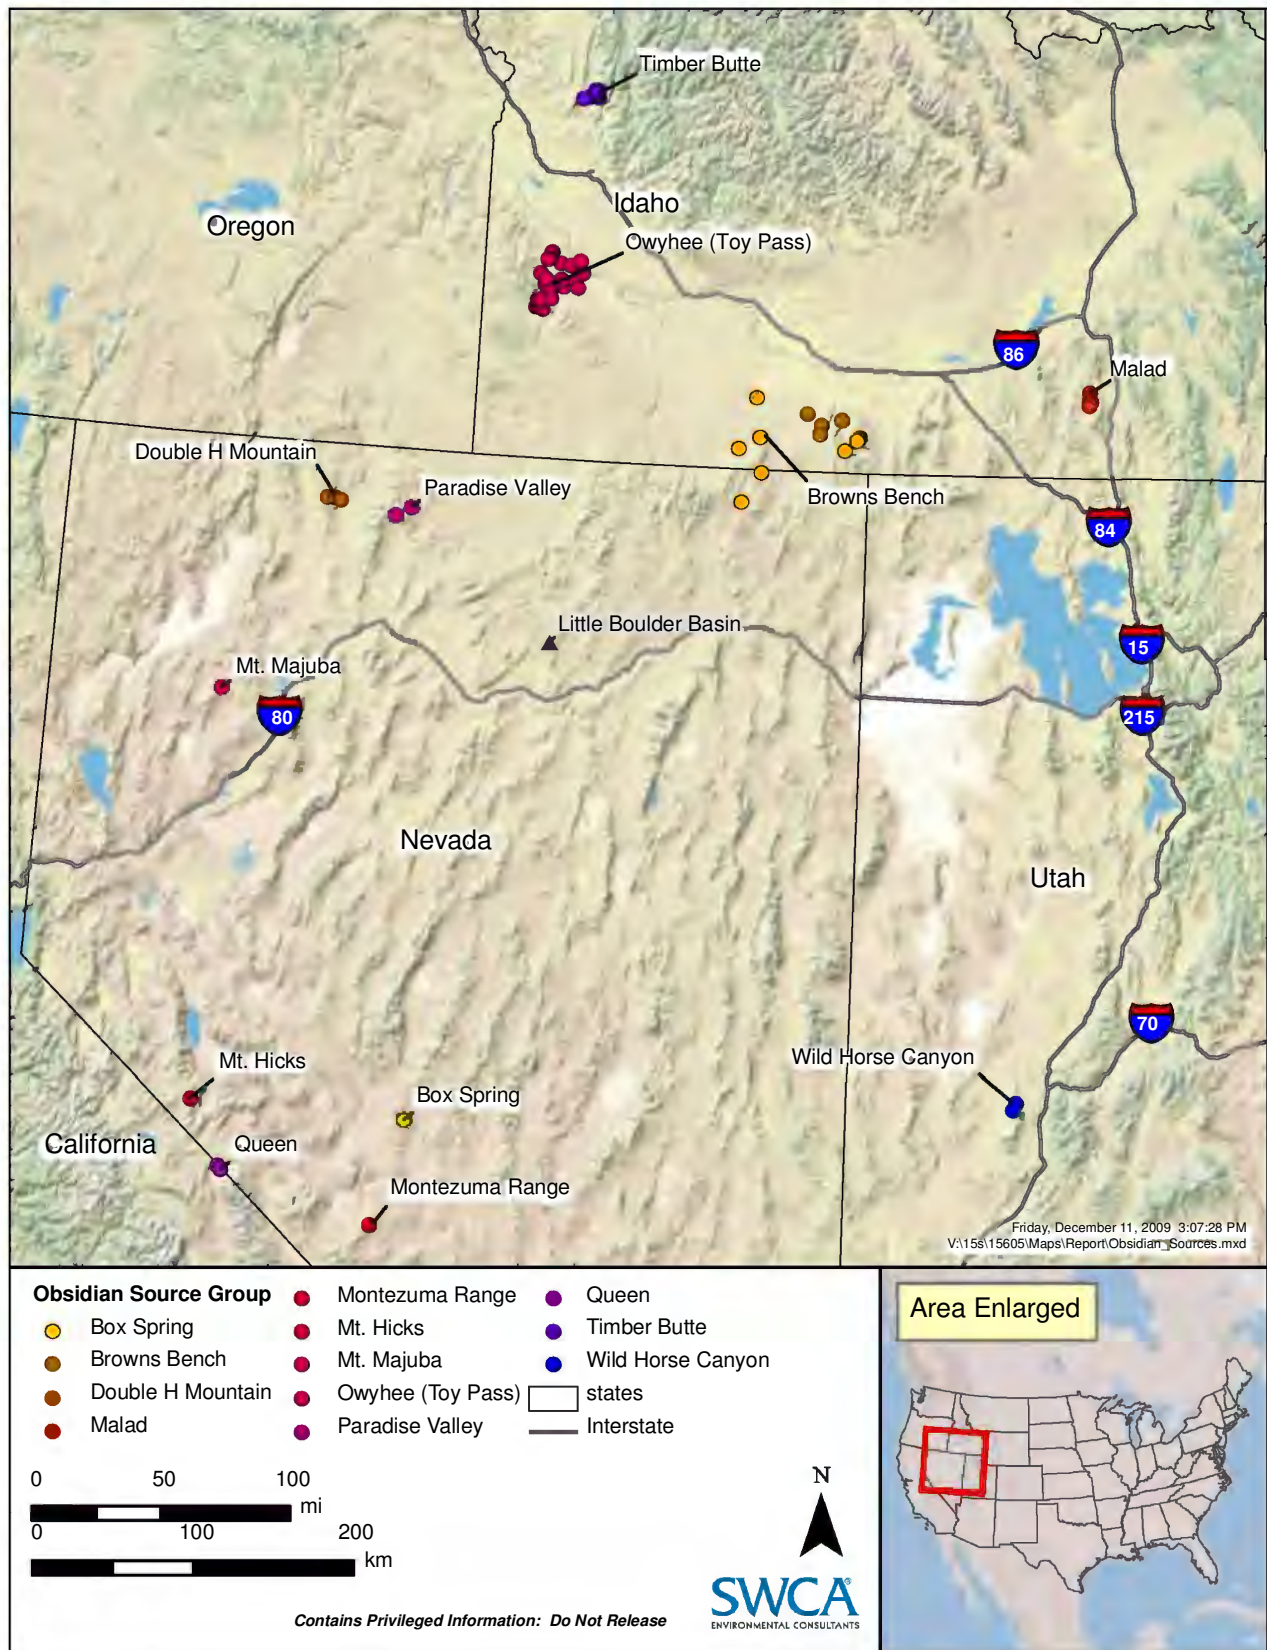 Timber Butte
Idaho
Oregon
Owyhee (Toy Pass)
86
Malad
Double H Mountain
Paradise Valley
Browns Bench
84
Little Boulder Basin
15
Mt. Majuba
80
215
Nevada
Utah
70
Wild Horse Canyon
Mt. Hicks
Box Spring
California
Queen
Montezuma Range
Friday, December 11, 2009 3:07:28 PM
V:\15s\15605\Maps\Report\Obsidian_Sources.mxd
Obsidian Source Group
Box Spring
Browns Bench
Double H Mountain
Malad
Montezuma Range
Mt. Hicks
Mt. Majuba
Owyhee (Toy Pass)
Paradise Valley
Queen
Timber Butte
Wild Horse Canyon
states
Interstate
Area Enlarged
0 50 100
mi
0 100 200
km
N
SWCA®
ENVIRONMENTAL CONSULTANTS
Contains Privileged Information: Do Not Release